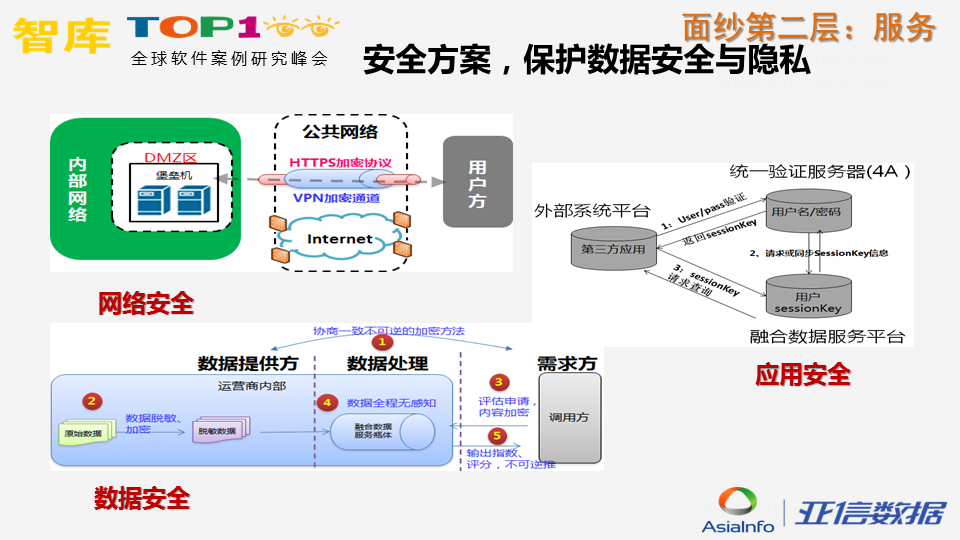 智库
TOP1
全球软件案例研究峰会
面纱第二层：服务
安全方案，保护数据安全与隐私
内部网络
DMZ区
堡垒机
公共网络
HTTPS加密协议
VPN加密通道
Internet
用户方
网络安全
统一验证服务器(4A)
外部系统平台
用户名/密码
第三方应用
1：User/pass验证
返回sessionKey
2、请求或同步SessionKey信息
3：sessionKey
请求查询
用户
sessionKey
融合数据服务平台
应用安全
协商一致不可逆的加密方法
1
数据提供方
数据处理
需求方
运营商内部
2
原始数据
数据脱敏、
加密
脱敏数据
4
数据全程无感知
融合数据
服务瓶体
3
评估申请，
内容加密
5
输出指数、
评分，不可逆推
调用方
数据安全
AsiaInfo
亚信数据